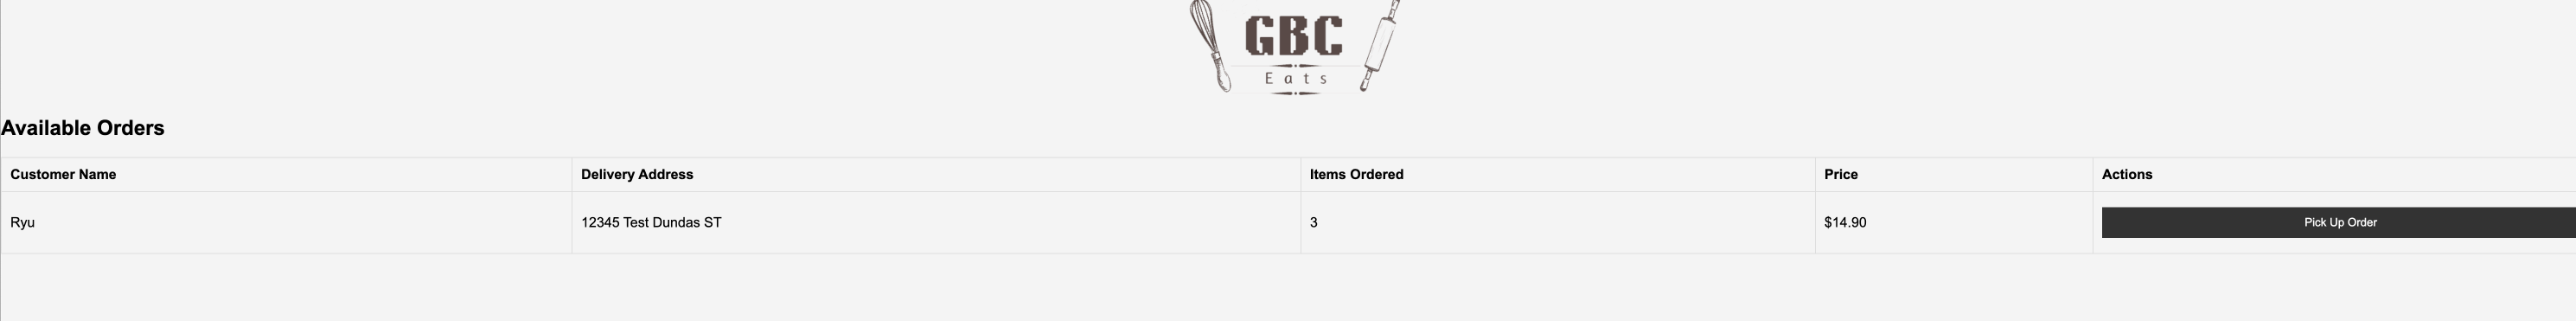 GBC
Eats
Available Orders
Customer Name Delivery Address Items Ordered Price Actions
Ryu 12345 Test Dundas ST 3 $14.90 Pick Up Order